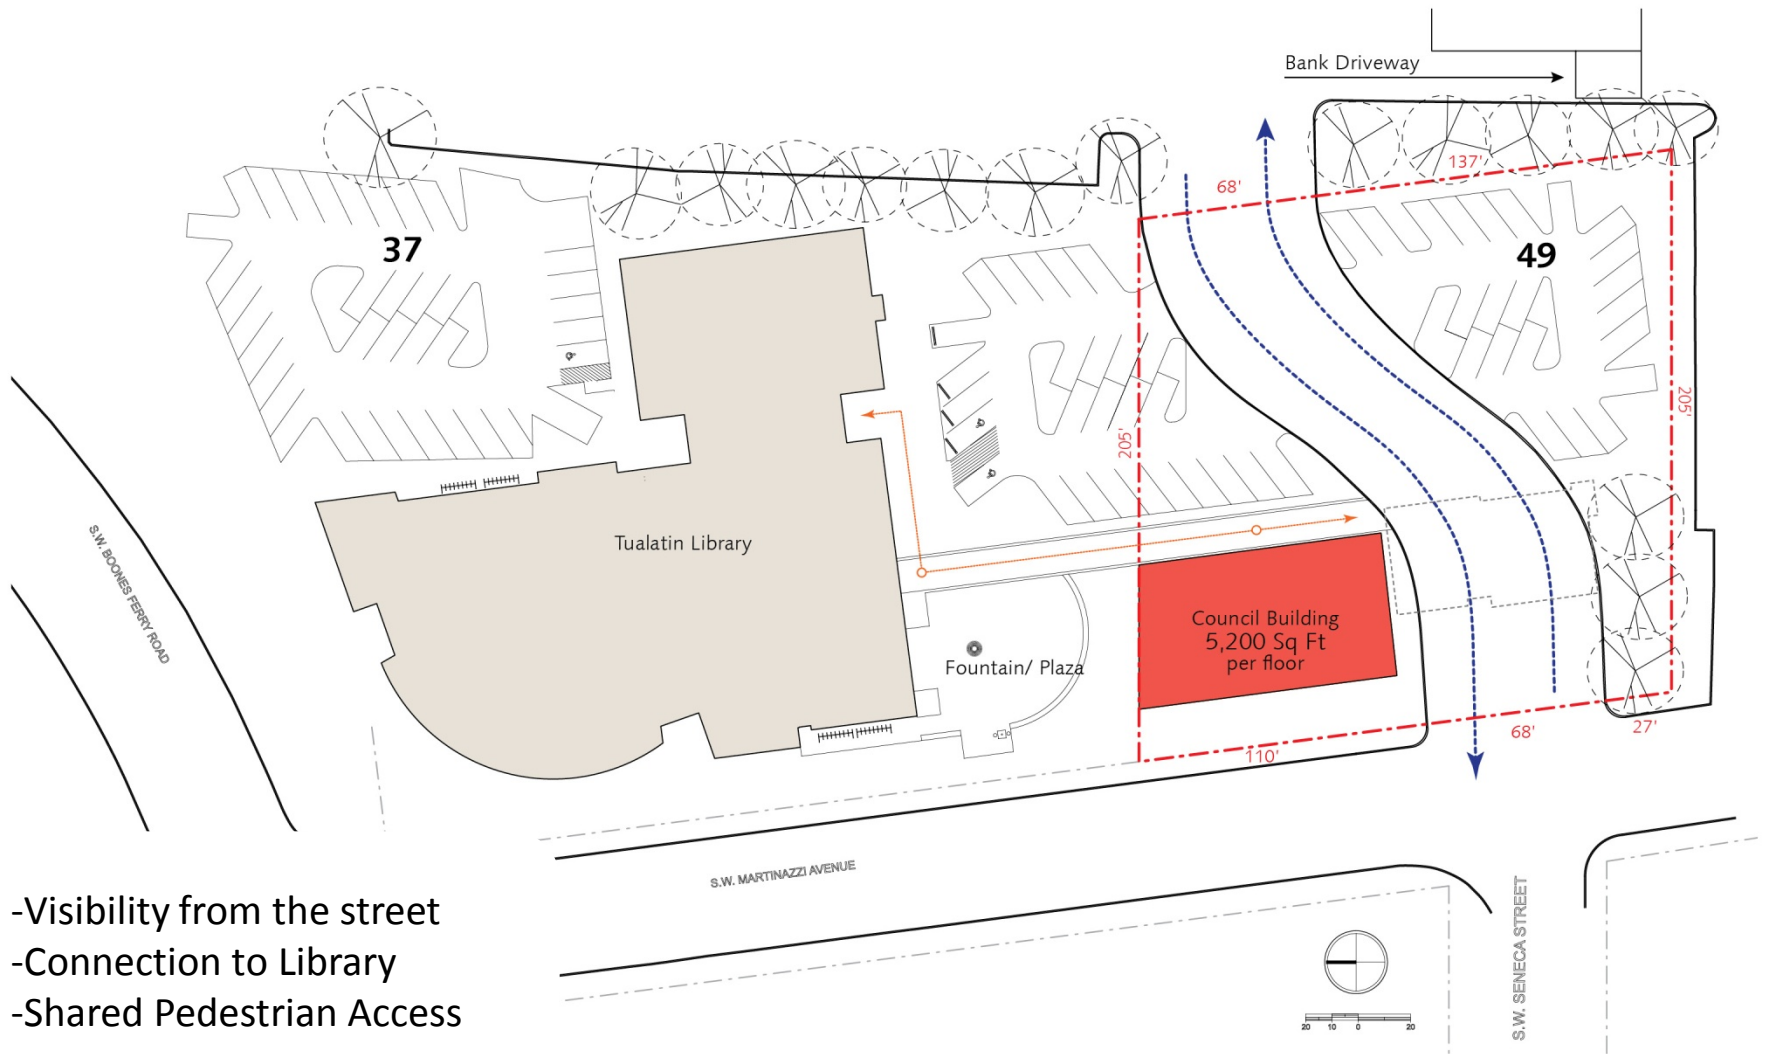 Bank Driveway
137'
68'
37
49
205'
205'
Tualatin Library
S.W. BOONES FERRY ROAD
Council Building
5,200 Sq Ft
per floor
Fountain/ Plaza
110'
68'
27'
S.W. MARTINAZZI AVENUE
S.W. SENECA STREET
20 10 0 20
-Visibility from the street
-Connection to Library
-Shared Pedestrian Access